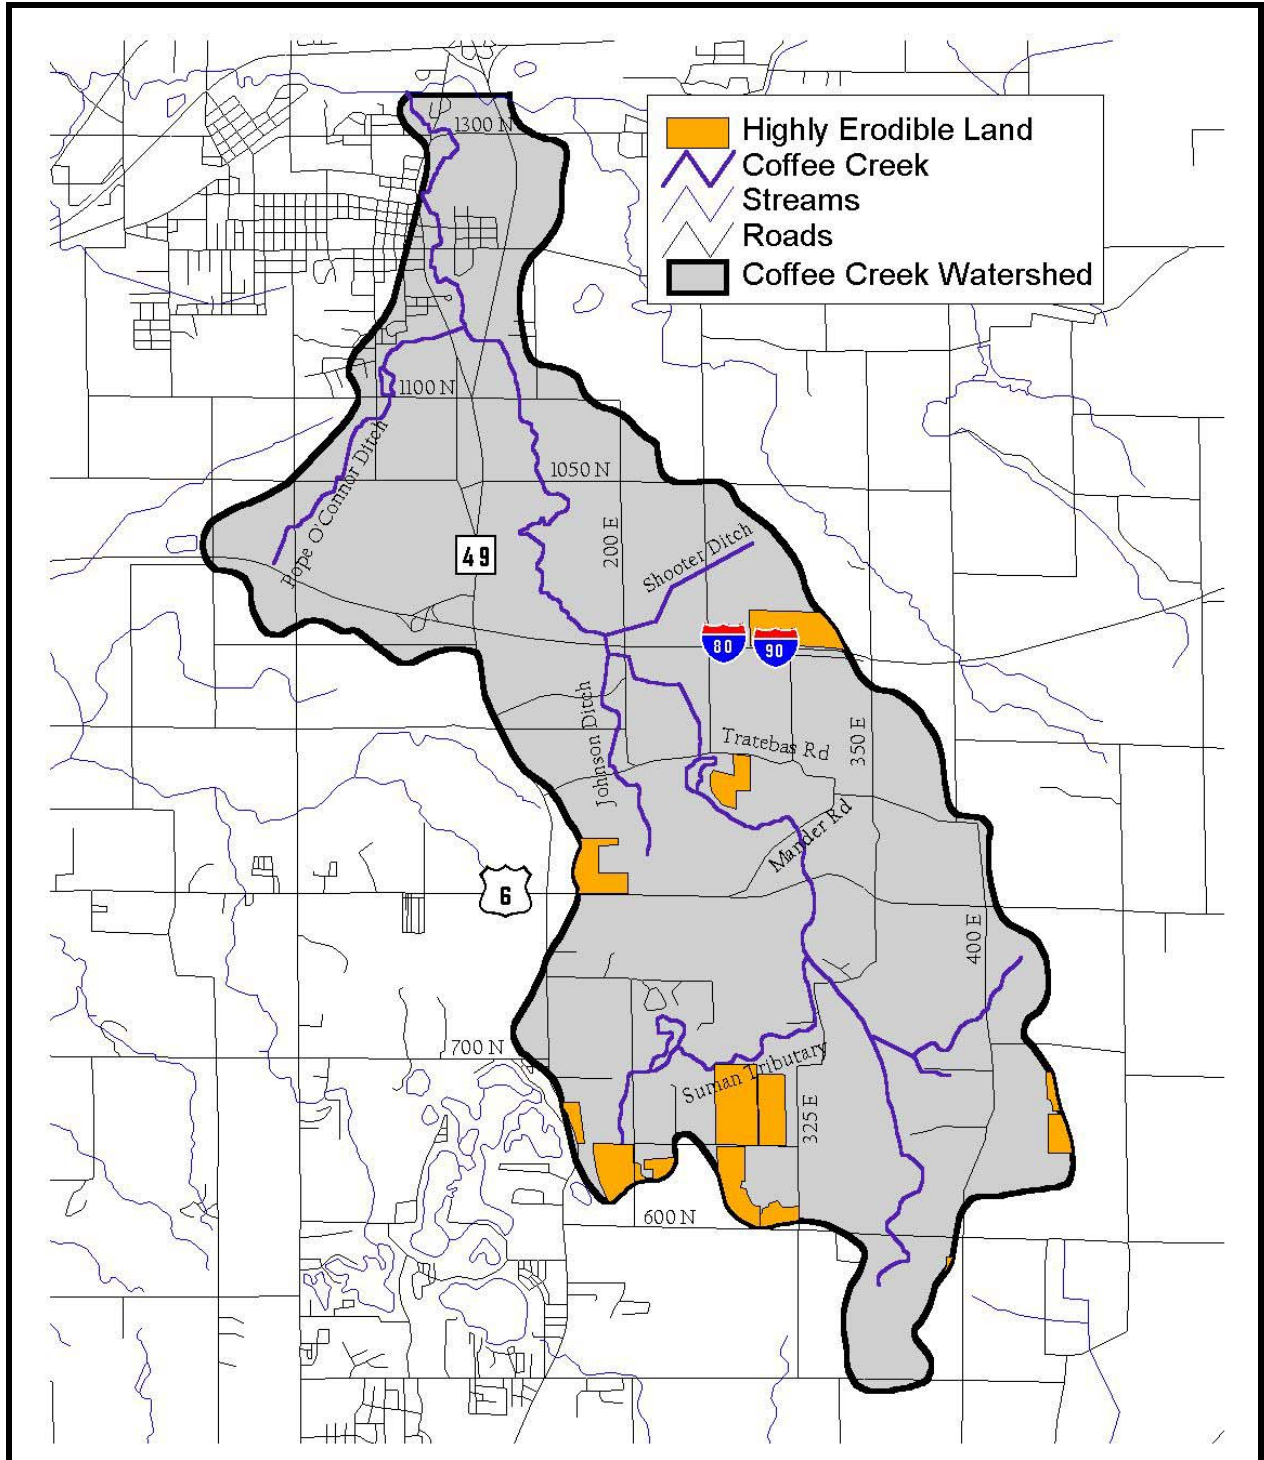 1300 N
Highly Erodible Land
Coffee Creek
Streams
Roads
Coffee Creek Watershed
1100 N
Pope O'Connor Ditch
1050 N
49
200 E
Shooter Ditch
80
90
Johnson Ditch
Tratebas Rd
350 E
Mander Rd
6
400 E
700 N
Suman Tributary
325 E
600 N